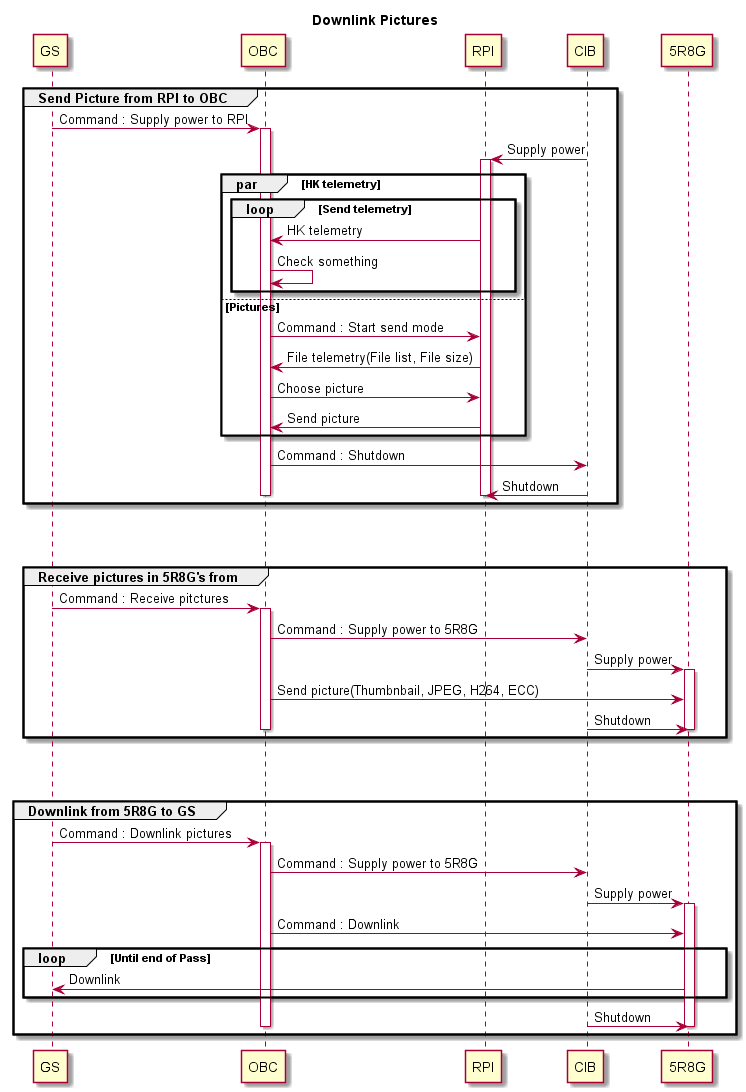 Downlink Pictures
GS OBC RPI CIB 5R8G
Send Picture from RPI to OBC
Command : Supply power to RPI
Supply power
par [HK telemetry]
loop [Send telemetry]
HK telemetry
Check something
[Pictures]
Command : Start send mode
File telemetry(File list, File size)
Choose picture
Send picture
Command : Shutdown
Shutdown
Receive pictures in 5R8G's from
Command : Receive pitctures
Command : Supply power to 5R8G
Supply power
Send picture(Thumbnbail, JPEG, H264, ECC)
Shutdown
Downlink from 5R8G to GS
Command : Downlink pictures
Command : Supply power to 5R8G
Supply power
Command : Downlink
loop [Until end of Pass]
Downlink
Shutdown
GS OBC RPI CIB 5R8G